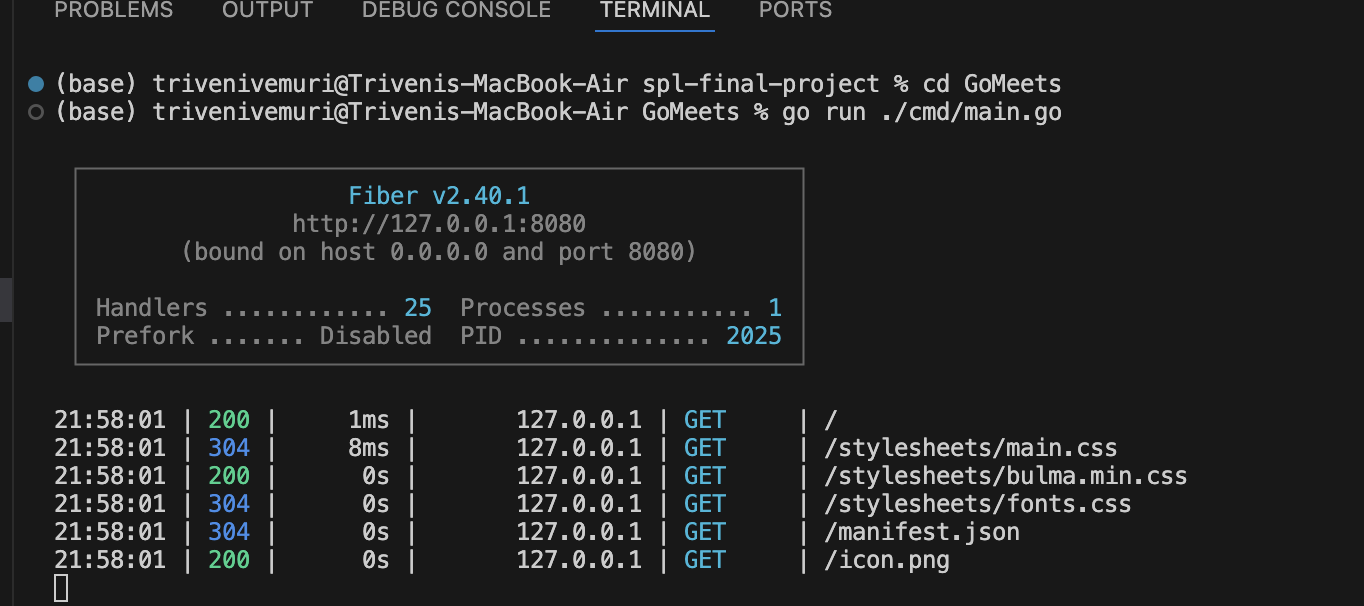 PROBLEMS OUTPUT DEBUG CONSOLE TERMINAL PORTS
(base) trivenivemuri@Trivenis-MacBook-Air spl-final-project % cd GoMeets
(base) trivenivemuri@Trivenis-MacBook-Air GoMeets % go run ./cmd/main.go
Fiber v2.40.1
http://127.0.0.1:8080
(bound on host 0.0.0.0 and port 8080)
Handlers ............ 25 Processes ........... 1
Prefork ....... Disabled PID .............. 2025
21:58:01 | 200 | 1ms | 127.0.0.1 | GET | /
21:58:01 | 304 | 8ms | 127.0.0.1 | GET | /stylesheets/main.css
21:58:01 | 200 | 0s | 127.0.0.1 | GET | /stylesheets/bulma.min.css
21:58:01 | 304 | 0s | 127.0.0.1 | GET | /stylesheets/fonts.css
21:58:01 | 304 | 0s | 127.0.0.1 | GET | /manifest.json
21:58:01 | 200 | 0s | 127.0.0.1 | GET | /icon.png